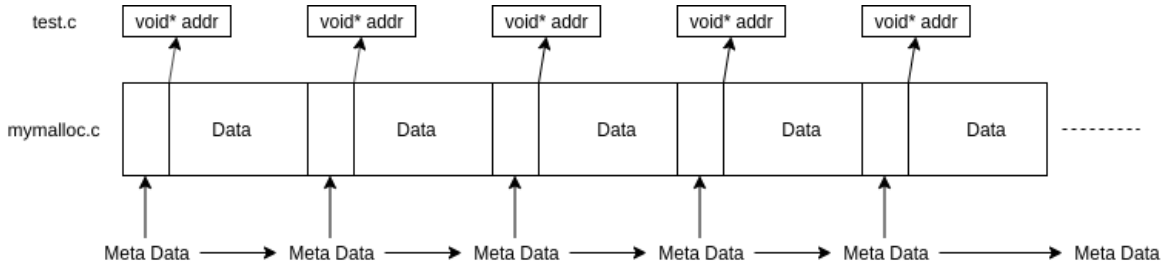 test.c void* addr void* addr void* addr void* addr void* addr
mymalloc.c Data Data Data Data Data
Meta Data Meta Data Meta Data Meta Data Meta Data Meta Data